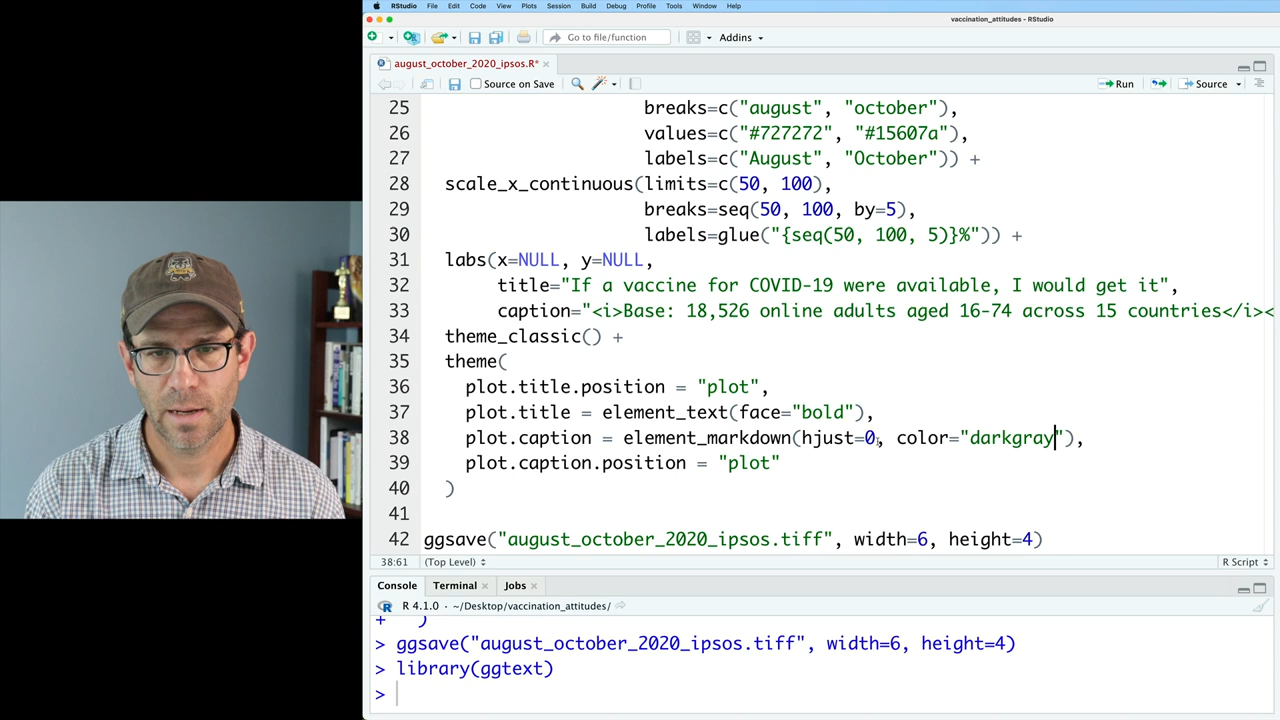 RStudio File Edit Code View Plots Session Build Debug Profile Tools Window Help
vaccination_attitudes - RStudio
Go to file/function Addins
august_october_2020_ipsos.R*
Source on Save Run Source
25 breaks=c("august", "october"),
26 values=c("#727272", "#15607a"),
27 labels=c("August", "October")) +
28 scale_x_continuous(limits=c(50, 100),
29 breaks=seq(50, 100, by=5),
30 labels=glue("{seq(50, 100, 5)}%")) +
31 labs(x=NULL, y=NULL,
32 title="If a vaccine for COVID-19 were available, I would get it",
33 caption="<i>Base: 18,526 online adults aged 16-74 across 15 countries</i><
34 theme_classic() +
35 theme(
36 plot.title.position = "plot",
37 plot.title = element_text(face="bold"),
38 plot.caption = element_markdown(hjust=0, color="darkgray"),
39 plot.caption.position = "plot"
40 )
41
42 ggsave("august_october_2020_ipsos.tiff", width=6, height=4)
38:61 (Top Level) R Script
Console Terminal Jobs
R 4.1.0 · ~/Desktop/vaccination_attitudes/
+ )
> ggsave("august_october_2020_ipsos.tiff", width=6, height=4)
> library(ggtext)
>